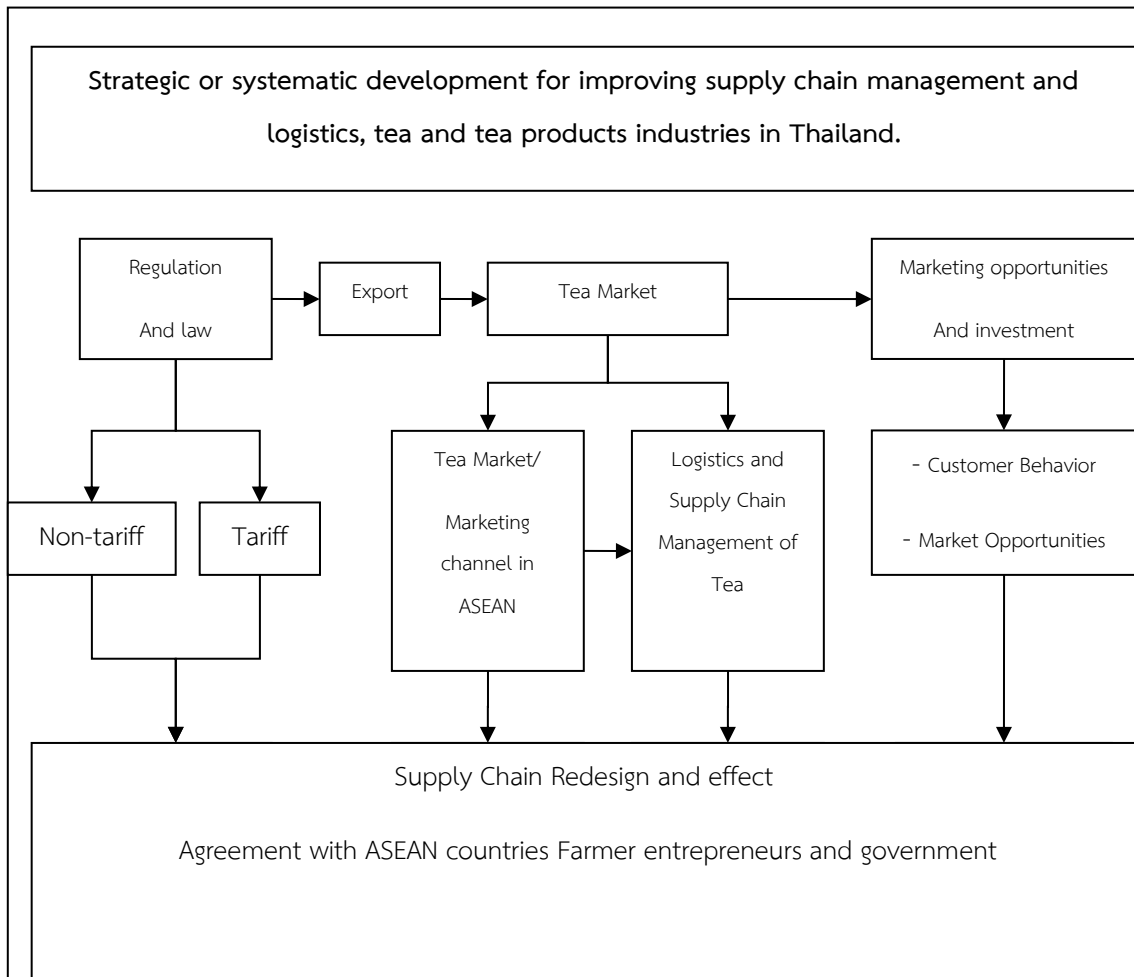 Strategic or systematic development for improving supply chain management and
logistics, tea and tea products industries in Thailand.
Regulation
And law
Export
Tea Market
Marketing opportunities
And investment
Non-tariff
Tariff
Tea Market/
Marketing
channel in
ASEAN
Logistics and
Supply Chain
Management of
Tea
- Customer Behavior
- Market Opportunities
Supply Chain Redesign and effect
Agreement with ASEAN countries Farmer entrepreneurs and government